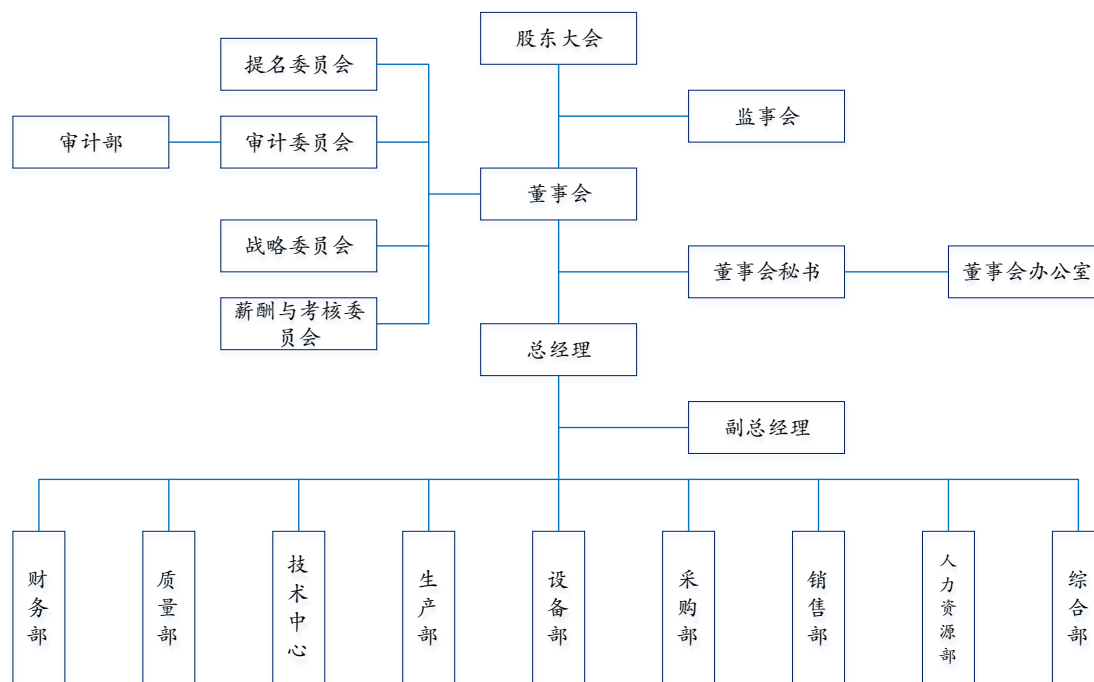 股东大会
提名委员会
监事会
审计部
审计委员会
董事会
战略委员会
董事会秘书
董事会办公室
薪酬与考核委
员会
总经理
副总经理
财务部
质量部
技术中心
生产部
设备部
采购部
销售部
人力资源部
综合部